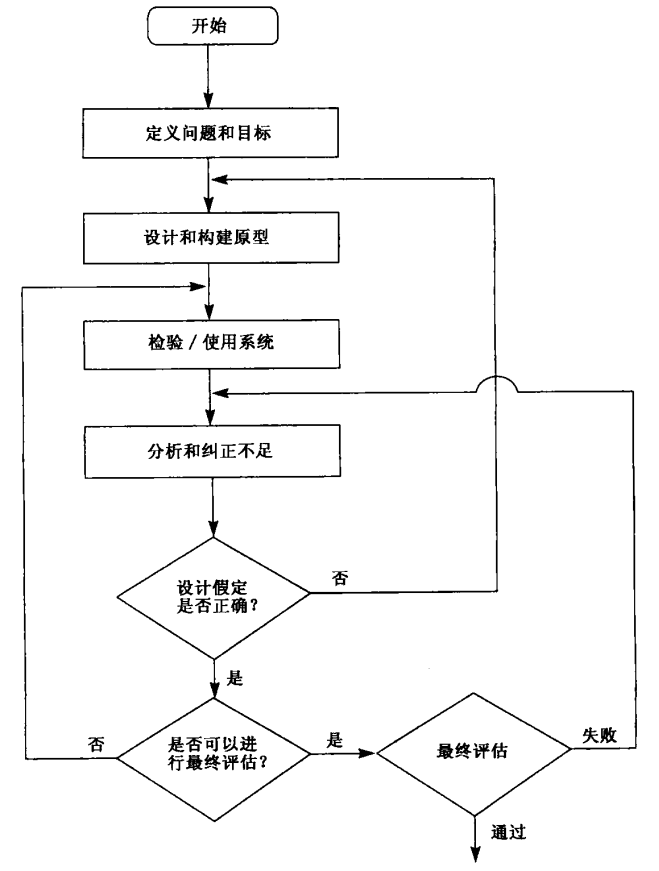 开始
定义问题和目标
设计和构建原型
检验/使用系统
分析和纠正不足
设计假定
是否正确？
否
是
是否可以进
行最终评估？
否
是
最终评估
失败
通过